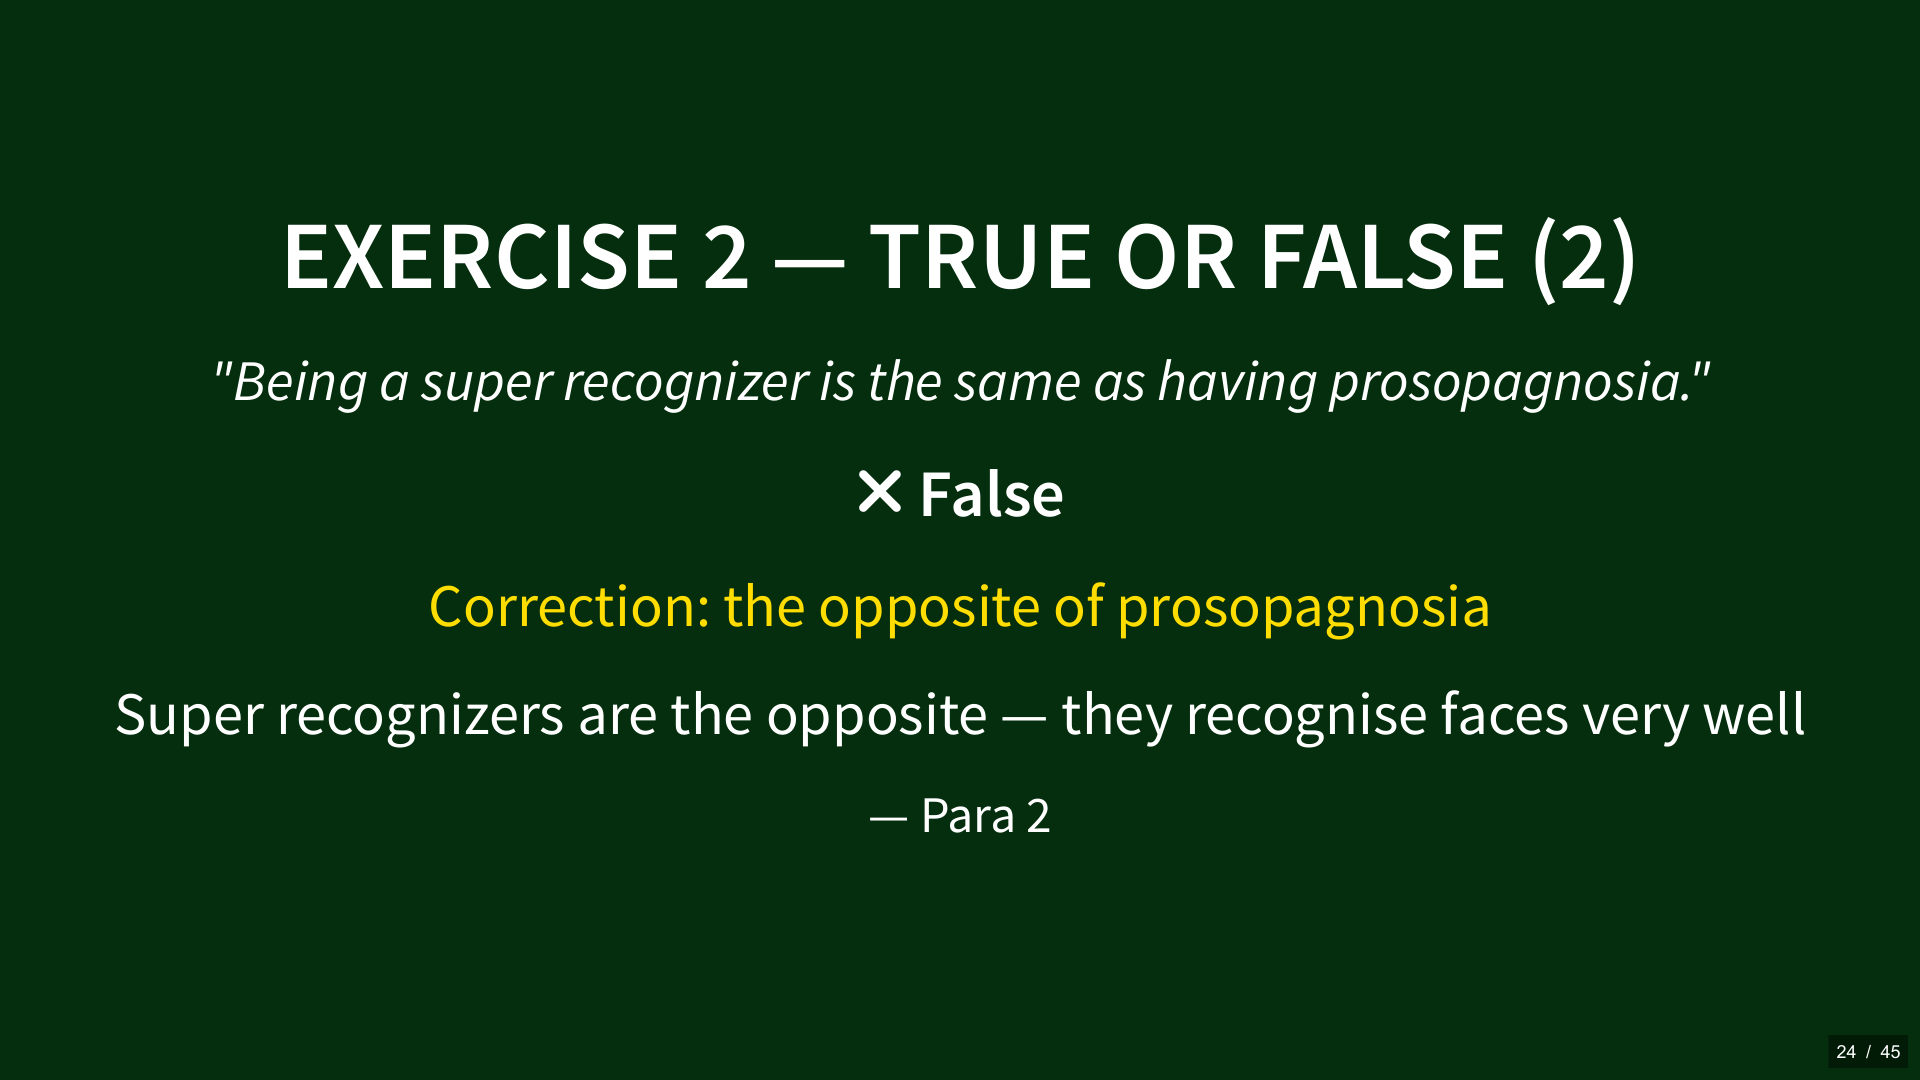 EXERCISE 2 — TRUE OR FALSE (2)
"Being a super recognizer is the same as having prosopagnosia."
❌ False
Correction: the opposite of prosopagnosia
Super recognizers are the opposite — they recognise faces very well
— Para 2
24 / 45